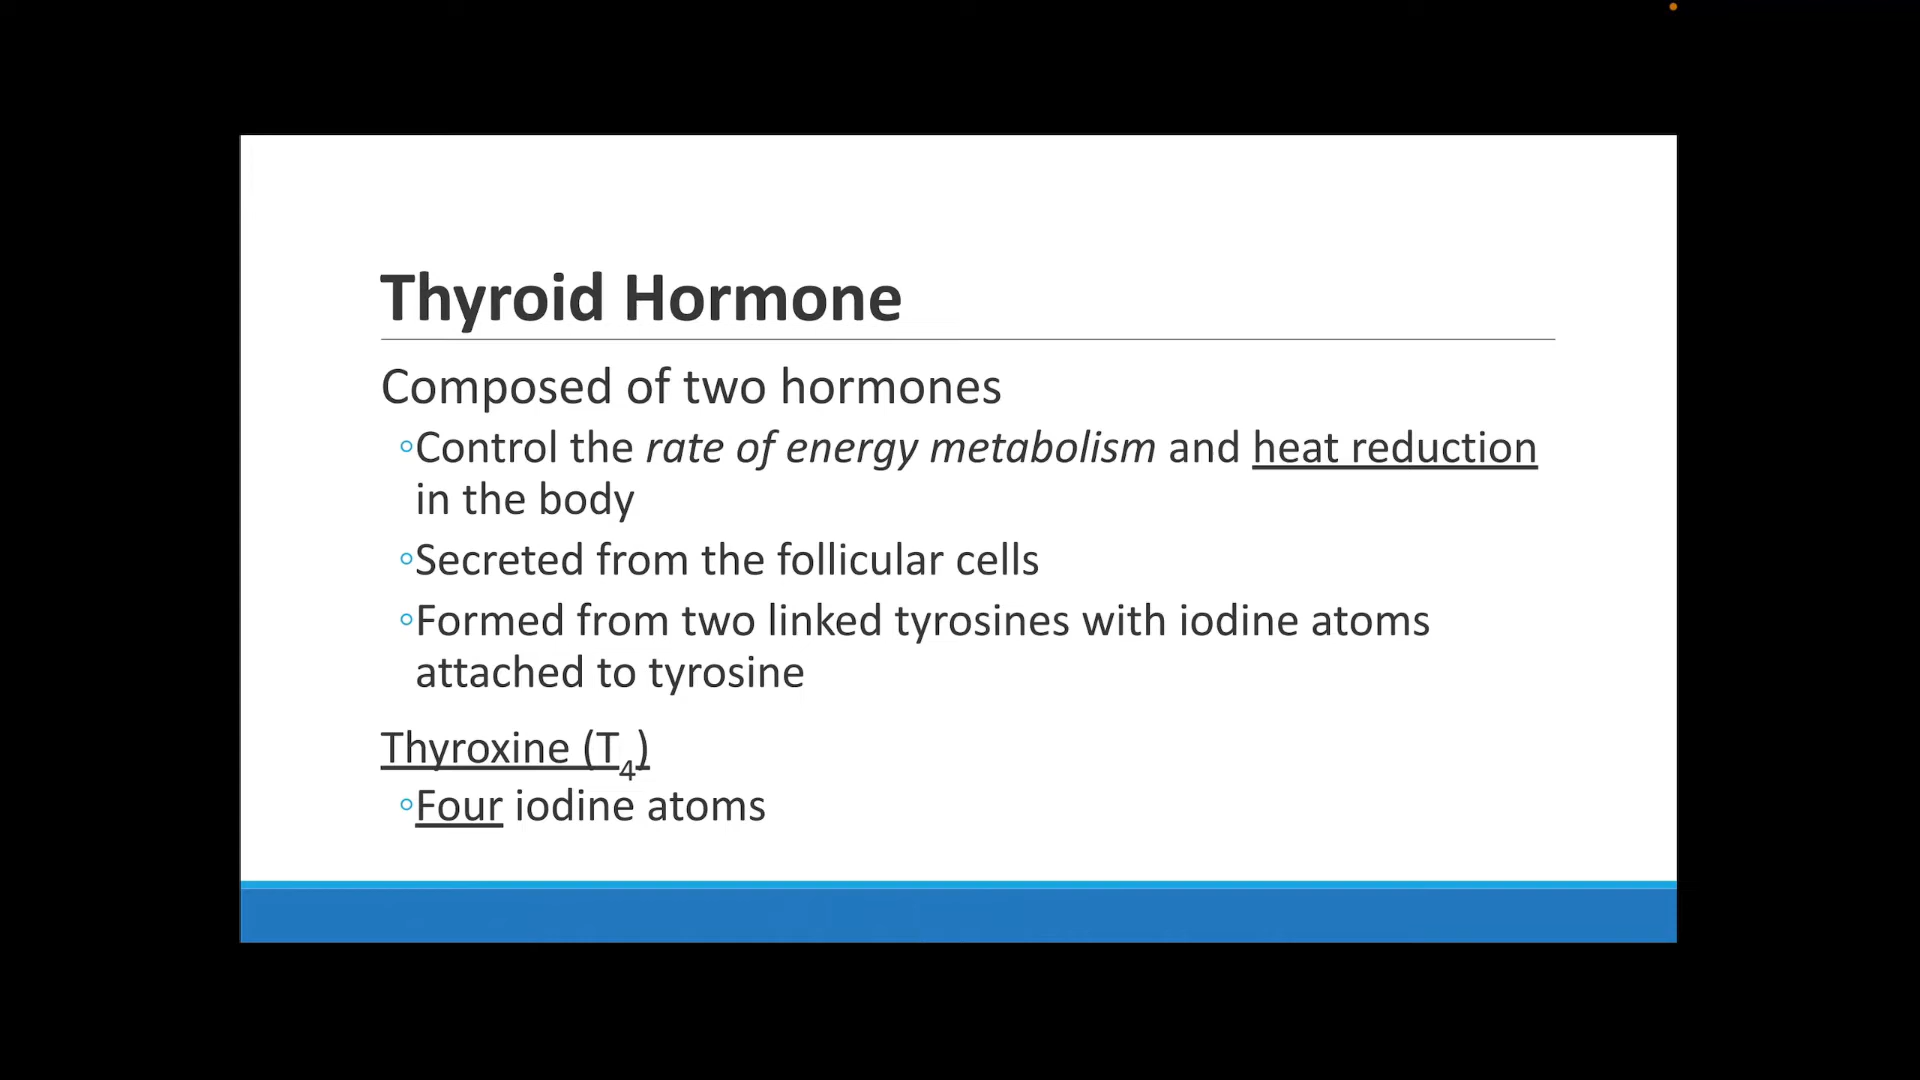 Thyroid Hormone
Composed of two hormones
◦Control the rate of energy metabolism and heat reduction
in the body
◦Secreted from the follicular cells
◦Formed from two linked tyrosines with iodine atoms
attached to tyrosine
Thyroxine (T₄)
◦Four iodine atoms